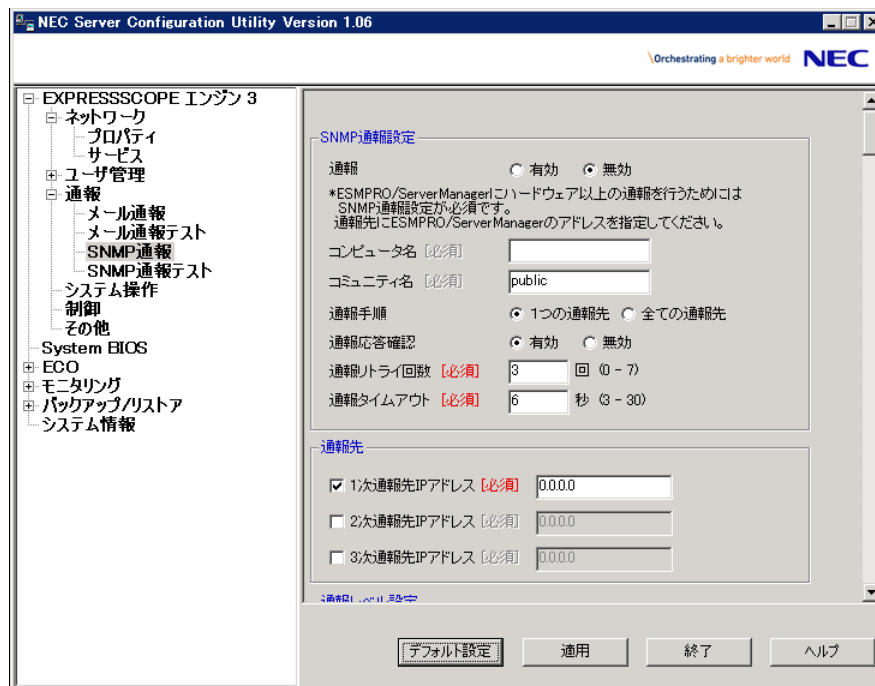 NEC Server Configuration Utility Version 1.06
\Orchestrating a brighter world NEC
EXPRESSSCOPE エンジン 3
ネットワーク
プロパティ
サービス
ユーザ管理
通報
メール通報
メール通報テスト
SNMP通報
SNMP通報テスト
システム操作
制御
その他
System BIOS
ECO
モニタリング
バックアップ/リストア
システム情報
SNMP通報設定
通報 有効 無効
*ESMPRO/ServerManagerにハードウェア以上の通報を行うためには
SNMP通報設定が必須です。
通報先にESMPRO/ServerManagerのアドレスを指定してください。
コンピュータ名 [必須]
コミュニティ名 [必須] public
通報手順 1つの通報先 全ての通報先
通報応答確認 有効 無効
通報リトライ回数 [必須] 3 回 (0 - 7)
通報タイムアウト [必須] 6 秒 (3 - 30)
通報先
1次通報先IPアドレス [必須] 0.0.0.0
2次通報先IPアドレス [必須] 0.0.0.0
3次通報先IPアドレス [必須] 0.0.0.0
通報レベル設定
デフォルト設定 適用 終了 ヘルプ